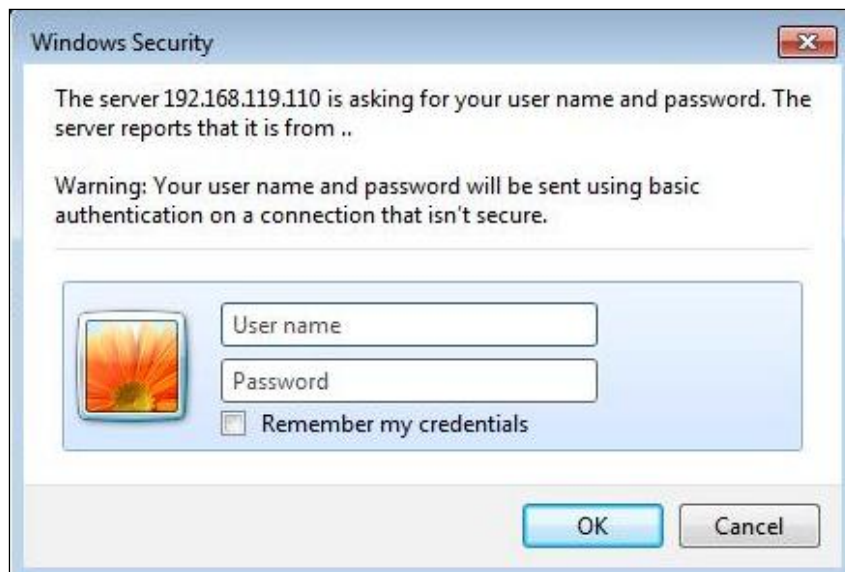 Windows Security
The server 192.168.119.110 is asking for your user name and password. The
server reports that it is from ..
Warning: Your user name and password will be sent using basic
authentication on a connection that isn't secure.
User name
Password
Remember my credentials
OK
Cancel